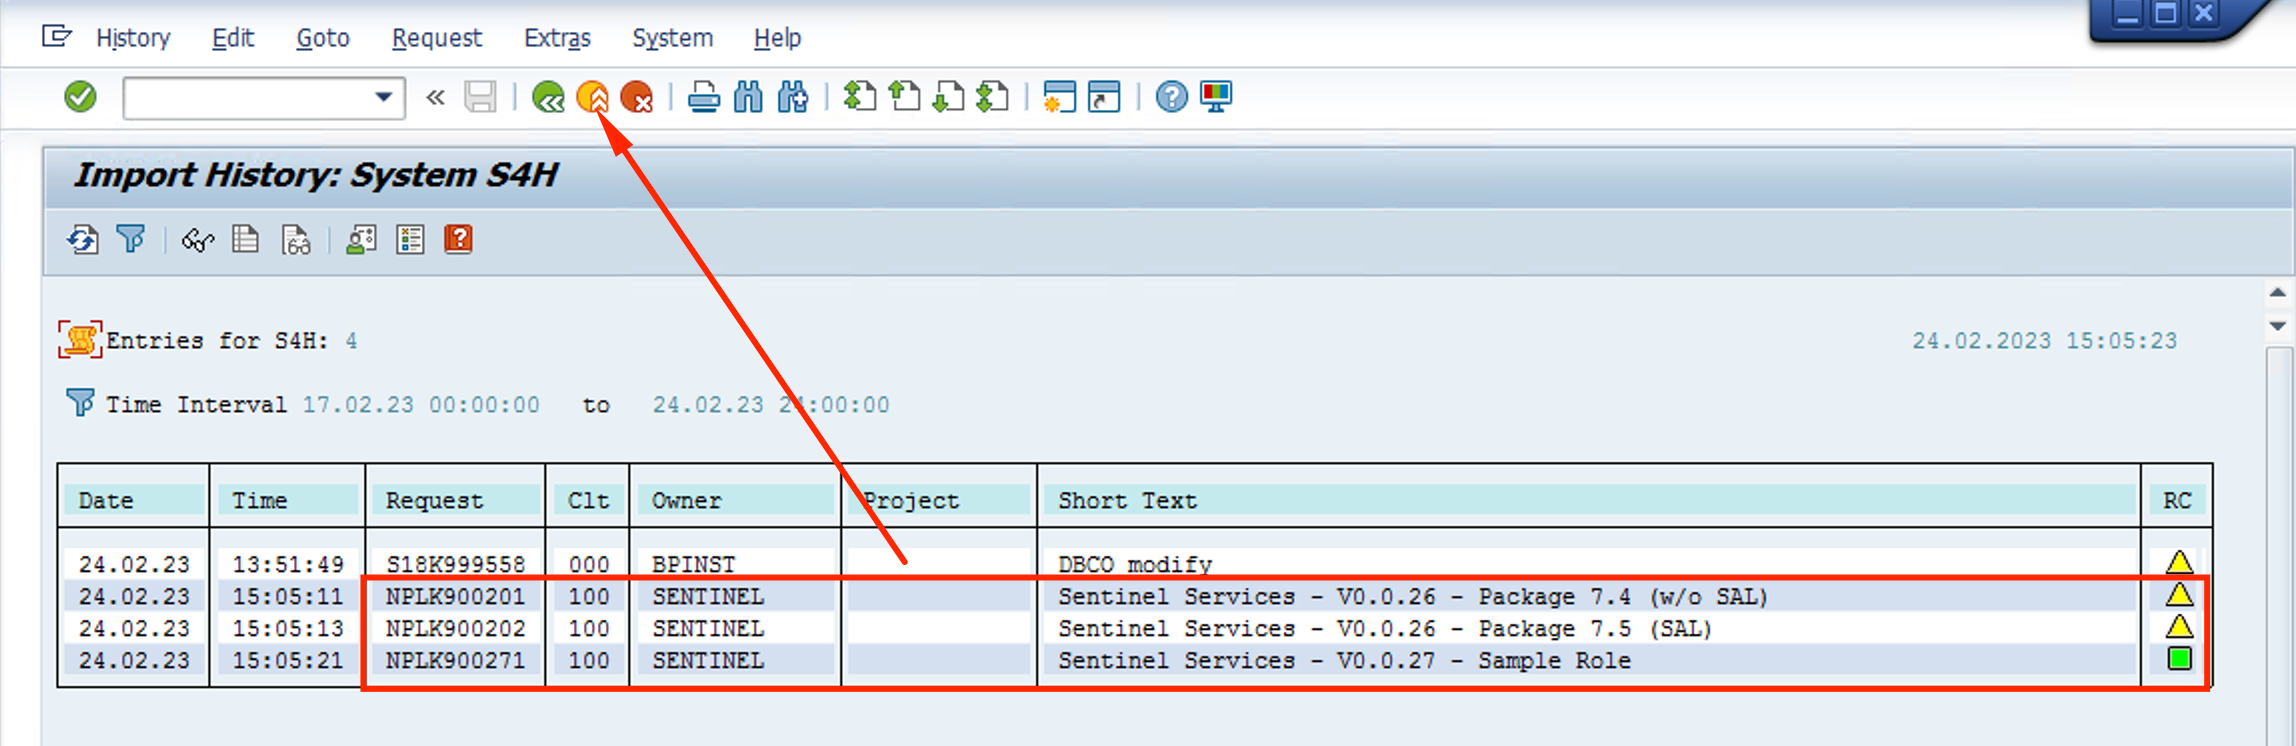 History Edit Goto Request Extras System Help
Import History: System S4H
Entries for S4H: 4 24.02.2023 15:05:23
Time Interval 17.02.23 00:00:00 to 24.02.23 24:00:00
Date Time Request Clt Owner Project Short Text RC
24.02.23 13:51:49 S18K999558 000 BPINST DBCO modify
24.02.23 15:05:11 NPLK900201 100 SENTINEL Sentinel Services - V0.0.26 - Package 7.4 (w/o SAL)
24.02.23 15:05:13 NPLK900202 100 SENTINEL Sentinel Services - V0.0.26 - Package 7.5 (SAL)
24.02.23 15:05:21 NPLK900271 100 SENTINEL Sentinel Services - V0.0.27 - Sample Role